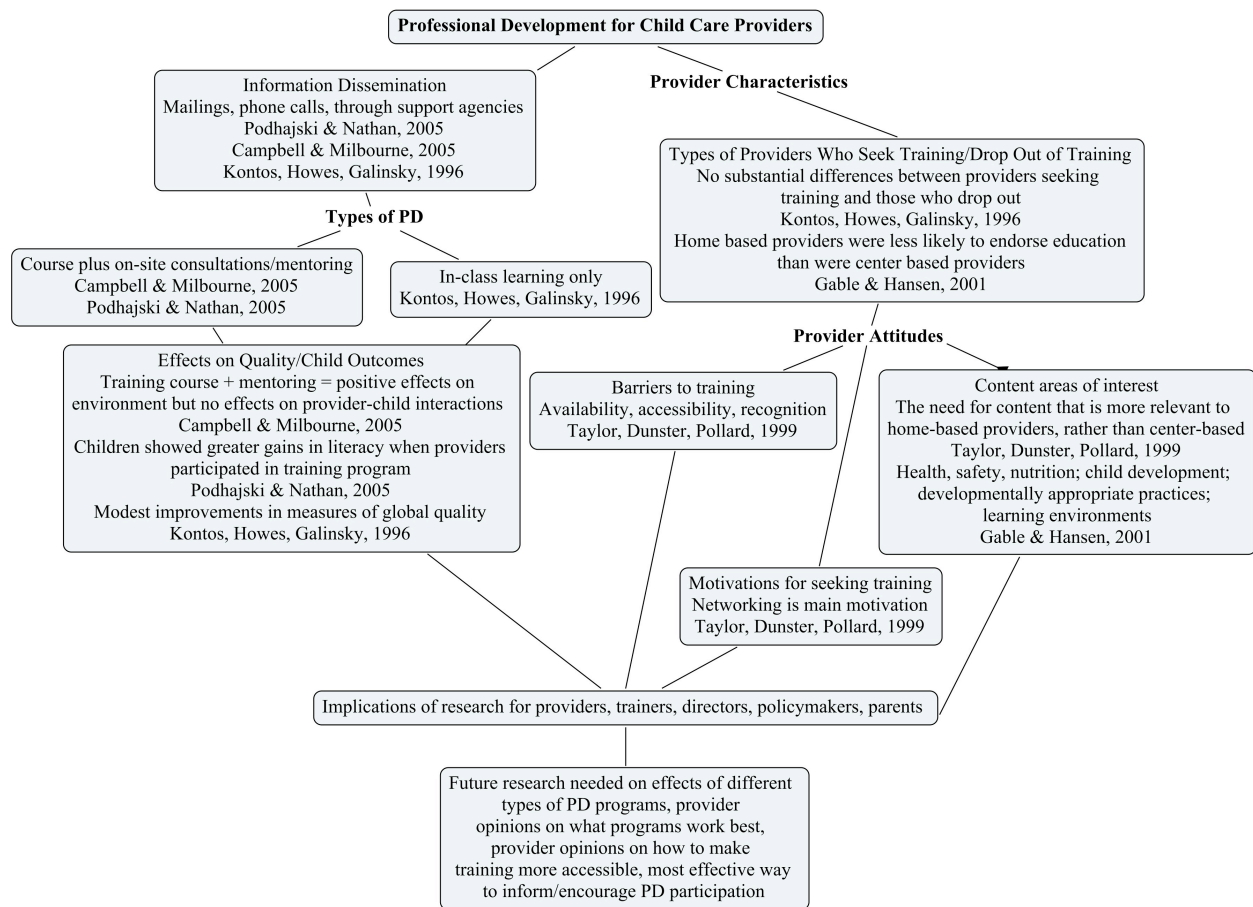 Professional Development for Child Care Providers
Information Dissemination
Mailings, phone calls, through support agencies
Podhajski & Nathan, 2005
Campbell & Milbourne, 2005
Kontos, Howes, Galinsky, 1996
Provider Characteristics
Types of Providers Who Seek Training/Drop Out of Training
No substantial differences between providers seeking
training and those who drop out
Kontos, Howes, Galinsky, 1996
Home based providers were less likely to endorse education
than were center based providers
Gable & Hansen, 2001
Types of PD
Course plus on-site consultations/mentoring
Campbell & Milbourne, 2005
Podhajski & Nathan, 2005
In-class learning only
Kontos, Howes, Galinsky, 1996
Effects on Quality/Child Outcomes
Training course + mentoring = positive effects on
environment but no effects on provider-child interactions
Campbell & Milbourne, 2005
Children showed greater gains in literacy when providers
participated in training program
Podhajski & Nathan, 2005
Modest improvements in measures of global quality
Kontos, Howes, Galinsky, 1996
Provider Attitudes
Barriers to training
Availability, accessibility, recognition
Taylor, Dunster, Pollard, 1999
Content areas of interest
The need for content that is more relevant to
home-based providers, rather than center-based
Taylor, Dunster, Pollard, 1999
Health, safety, nutrition; child development;
developmentally appropriate practices;
learning environments
Gable & Hansen, 2001
Motivations for seeking training
Networking is main motivation
Taylor, Dunster, Pollard, 1999
Implications of research for providers, trainers, directors, policymakers, parents
Future research needed on effects of different
types of PD programs, provider
opinions on what programs work best,
provider opinions on how to make
training more accessible, most effective way
to inform/encourage PD participation